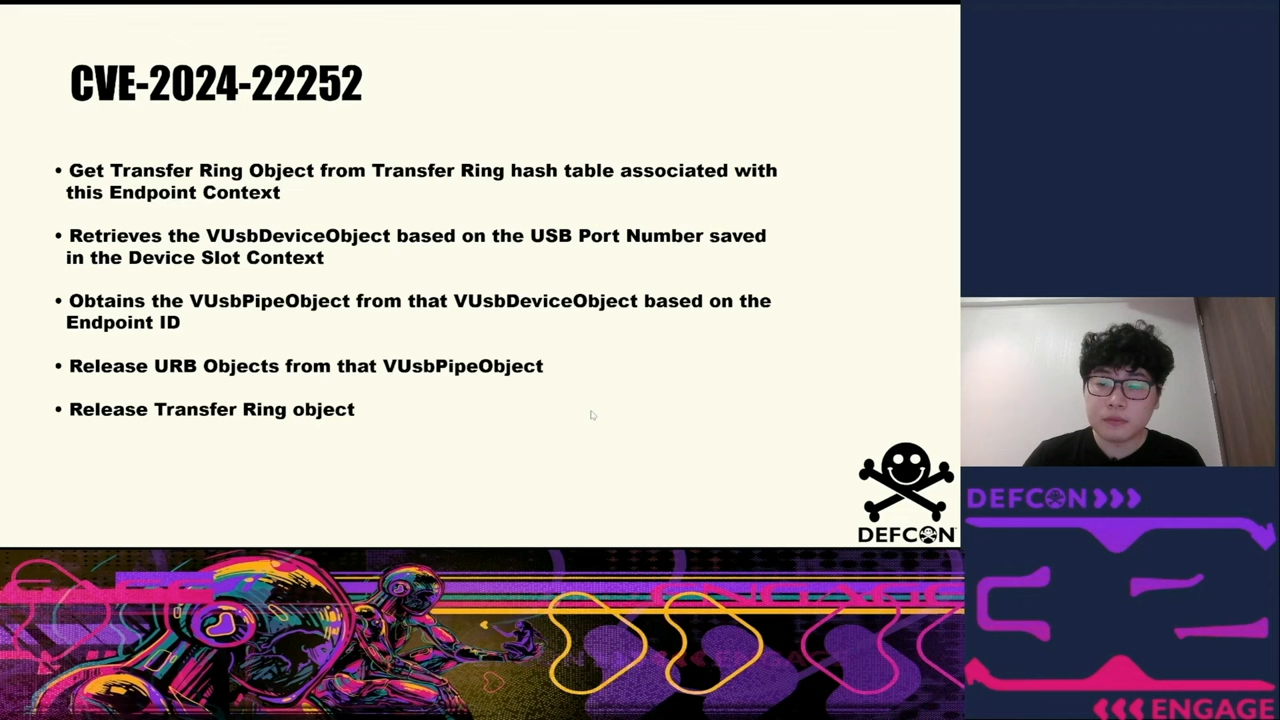 CVE-2024-22252
• Get Transfer Ring Object from Transfer Ring hash table associated with
this Endpoint Context
• Retrieves the VUsbDeviceObject based on the USB Port Number saved
in the Device Slot Context
• Obtains the VUsbPipeObject from that VUsbDeviceObject based on the
Endpoint ID
• Release URB Objects from that VUsbPipeObject
• Release Transfer Ring object
DEFCON
DEFCON
ENGAGE